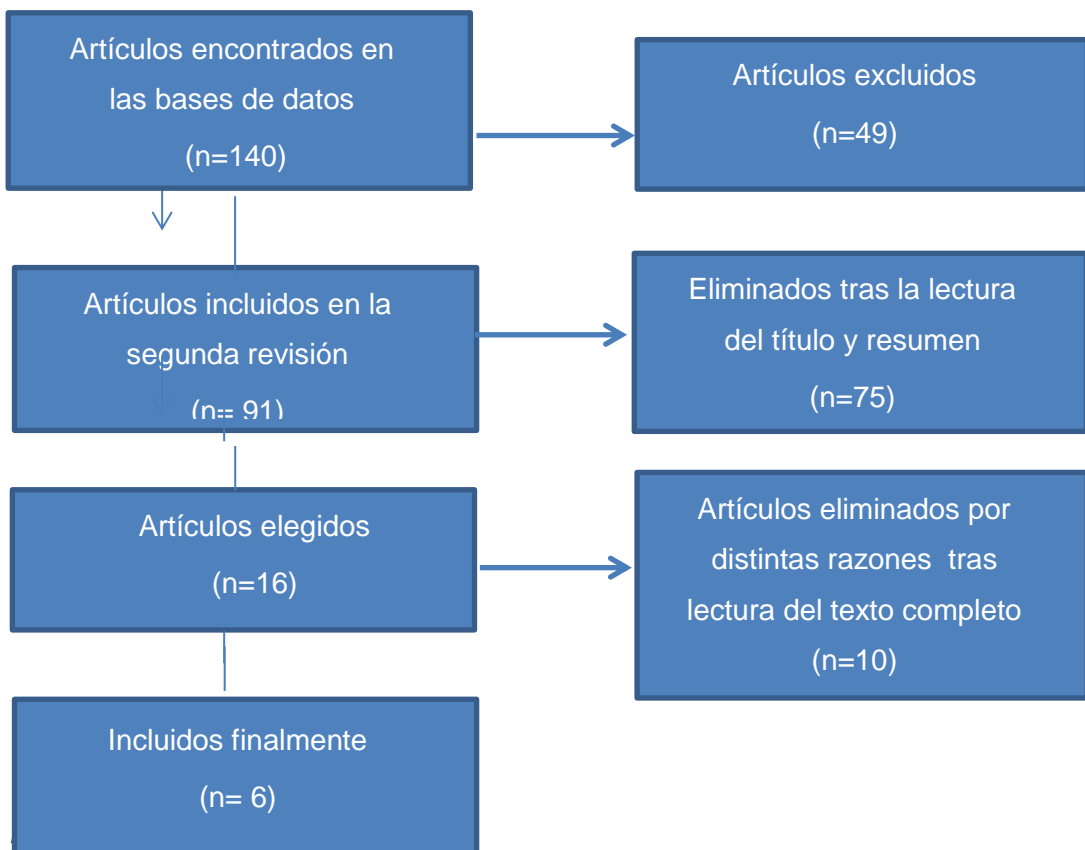 Artículos encontrados en
las bases de datos
(n=140)
Artículos excluidos
(n=49)
Artículos incluidos en la
segunda revisión
(n= 91)
Eliminados tras la lectura
del título y resumen
(n=75)
Artículos elegidos
(n=16)
Artículos eliminados por
distintas razones  tras
lectura del texto completo
(n=10)
Incluidos finalmente
(n= 6)